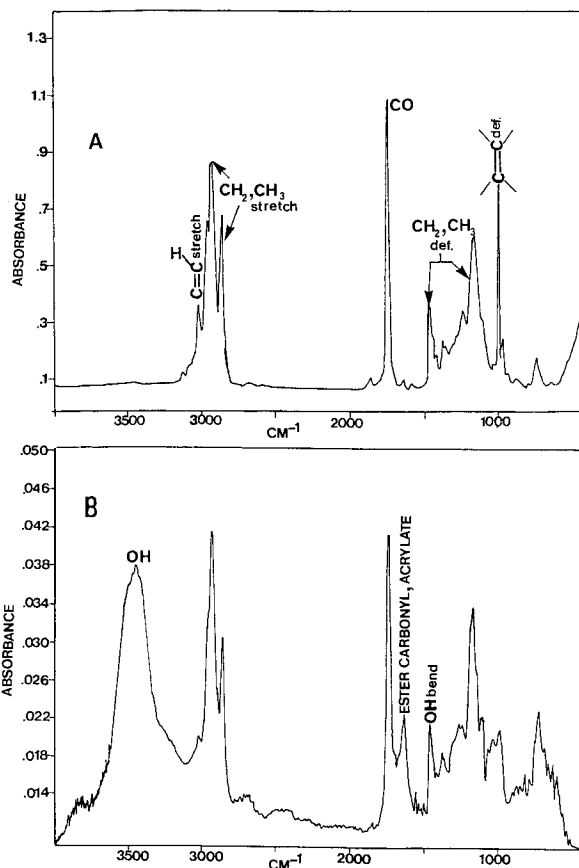 A
ABSORBANCE
1.3
1.1
.9
.7
.5
.3
.1
H
C=C stretch
CH2,CH3
stretch
CO
CH2,CH3
def.
C=C def.
3500
3000
2000
1000
CM⁻¹
B
ABSORBANCE
.050
.046
.042
.038
.034
.030
.026
.022
.018
.014
OH
ESTER CARBONYL, ACRYLATE
OH bend
3500
3000
2000
1000
CM⁻¹